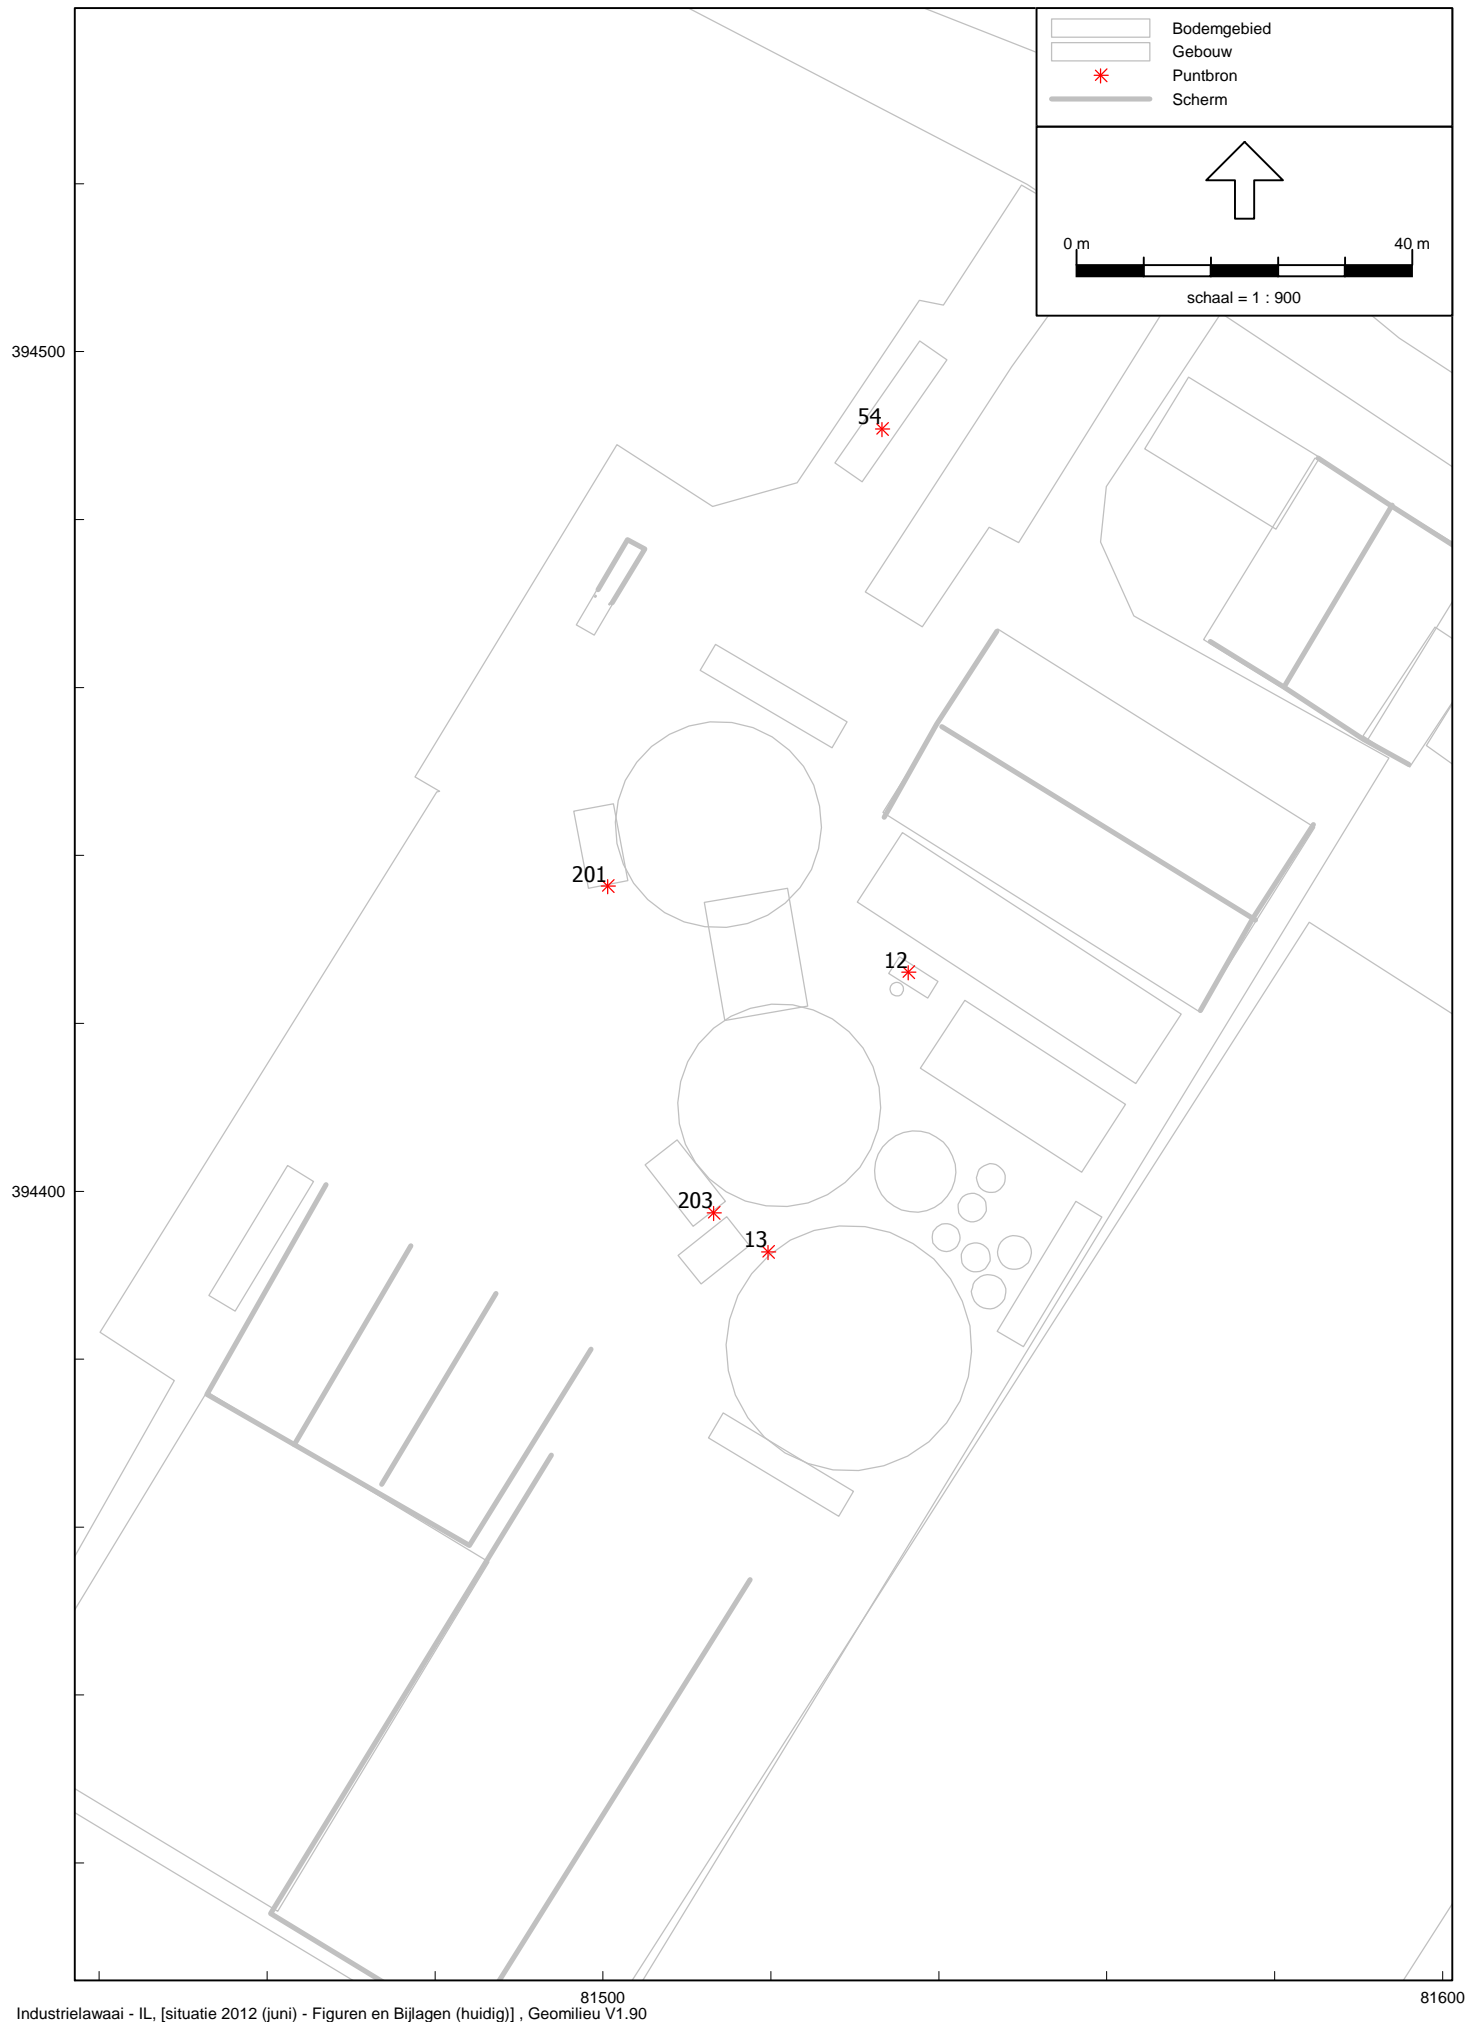 Bodemgebied
Gebouw
Puntbron
Scherm
0 m 40 m
schaal = 1 : 900
394500
54
201
12
394400
203
13
81500 81600
Industrielawaai - IL, [situatie 2012 (juni) - Figuren en Bijlagen (huidig)] , Geomilieu V1.90